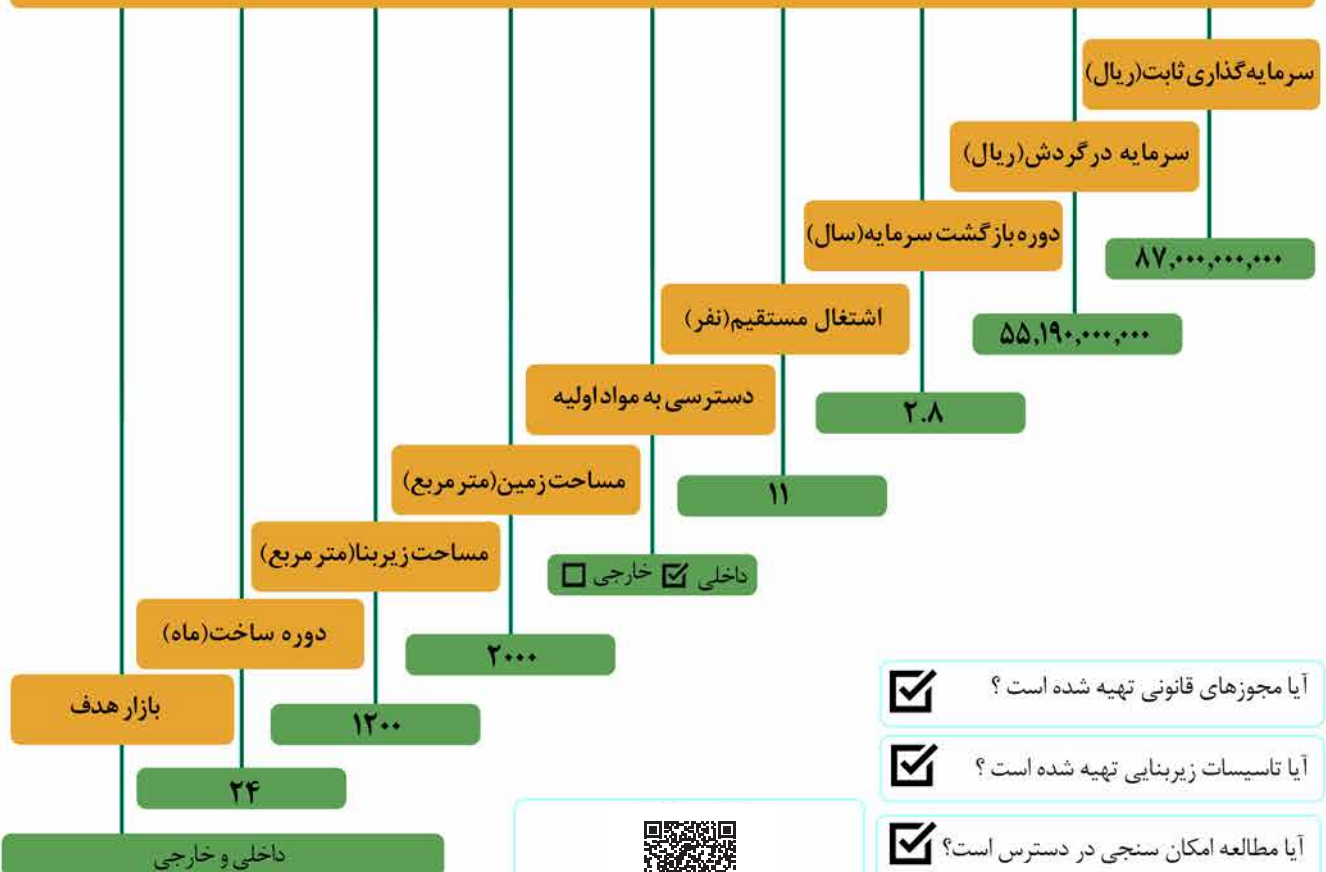 سرمایه‌گذاری ثابت(ریال)
۸۷,۰۰۰,۰۰۰,۰۰۰
سرمایه در گردش(ریال)
۵۵,۱۹۰,۰۰۰,۰۰۰
دوره بازگشت سرمایه(سال)
۲.۸
اشتغال مستقیم(نفر)
۱۱
دسترسی به مواد اولیه
داخلی ☑ خارجی ☐
مساحت زمین(متر مربع)
۲۰۰۰
مساحت زیربنا(متر مربع)
۱۲۰۰
دوره ساخت(ماه)
۲۴
بازار هدف
داخلی و خارجی
آیا مجوزهای قانونی تهیه شده است ؟ ☑
آیا تاسیسات زیربنایی تهیه شده است ؟ ☑
آیا مطالعه امکان سنجی در دسترس است؟ ☑